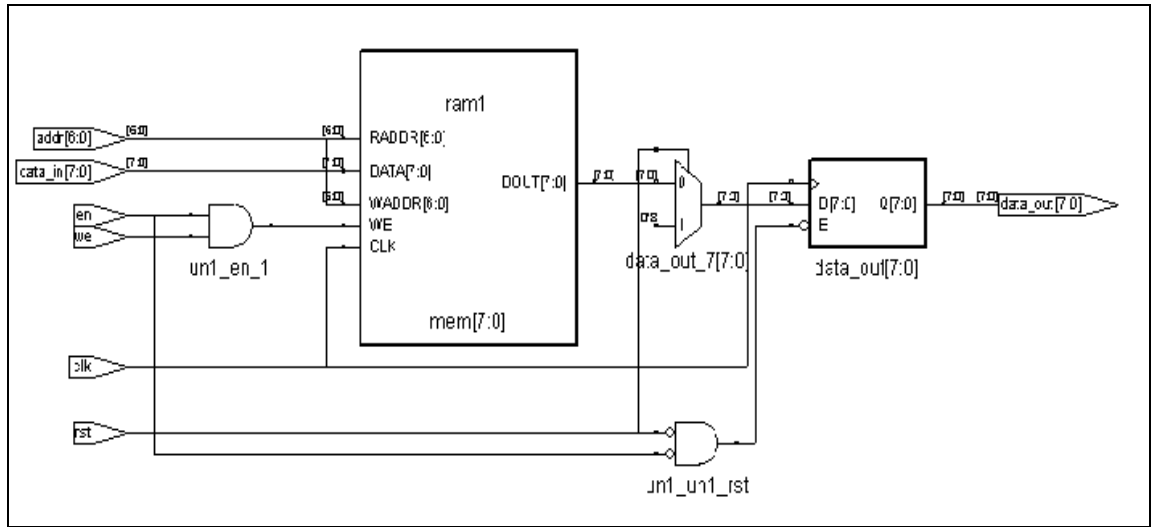 ram1
addr[6:0]
[6:0]
[6:0]
RADDR[6:0]
cata_in[7:0]
[7:0]
[7:0]
DATA[7:0]
DOUT[7:0]
[7:0]
[7:0]
0
[6:0]
WADDR[6:0]
[7:0]
[7:0]
D[7:0]
Q[7:0]
[7:0]
[7:0]
data_out[7:0]
en
we
WE
1
E
CLK
un1_en_1
data_out_7[7:0]
data_out[7:0]
mem[7:0]
clk
rst
un1_un1_rst